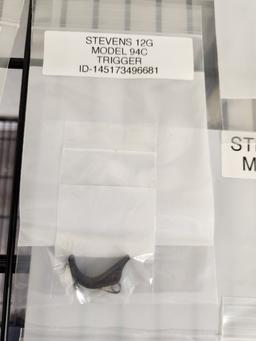 STEVENS 12G
MODEL 94C
TRIGGER
ID-145173496681